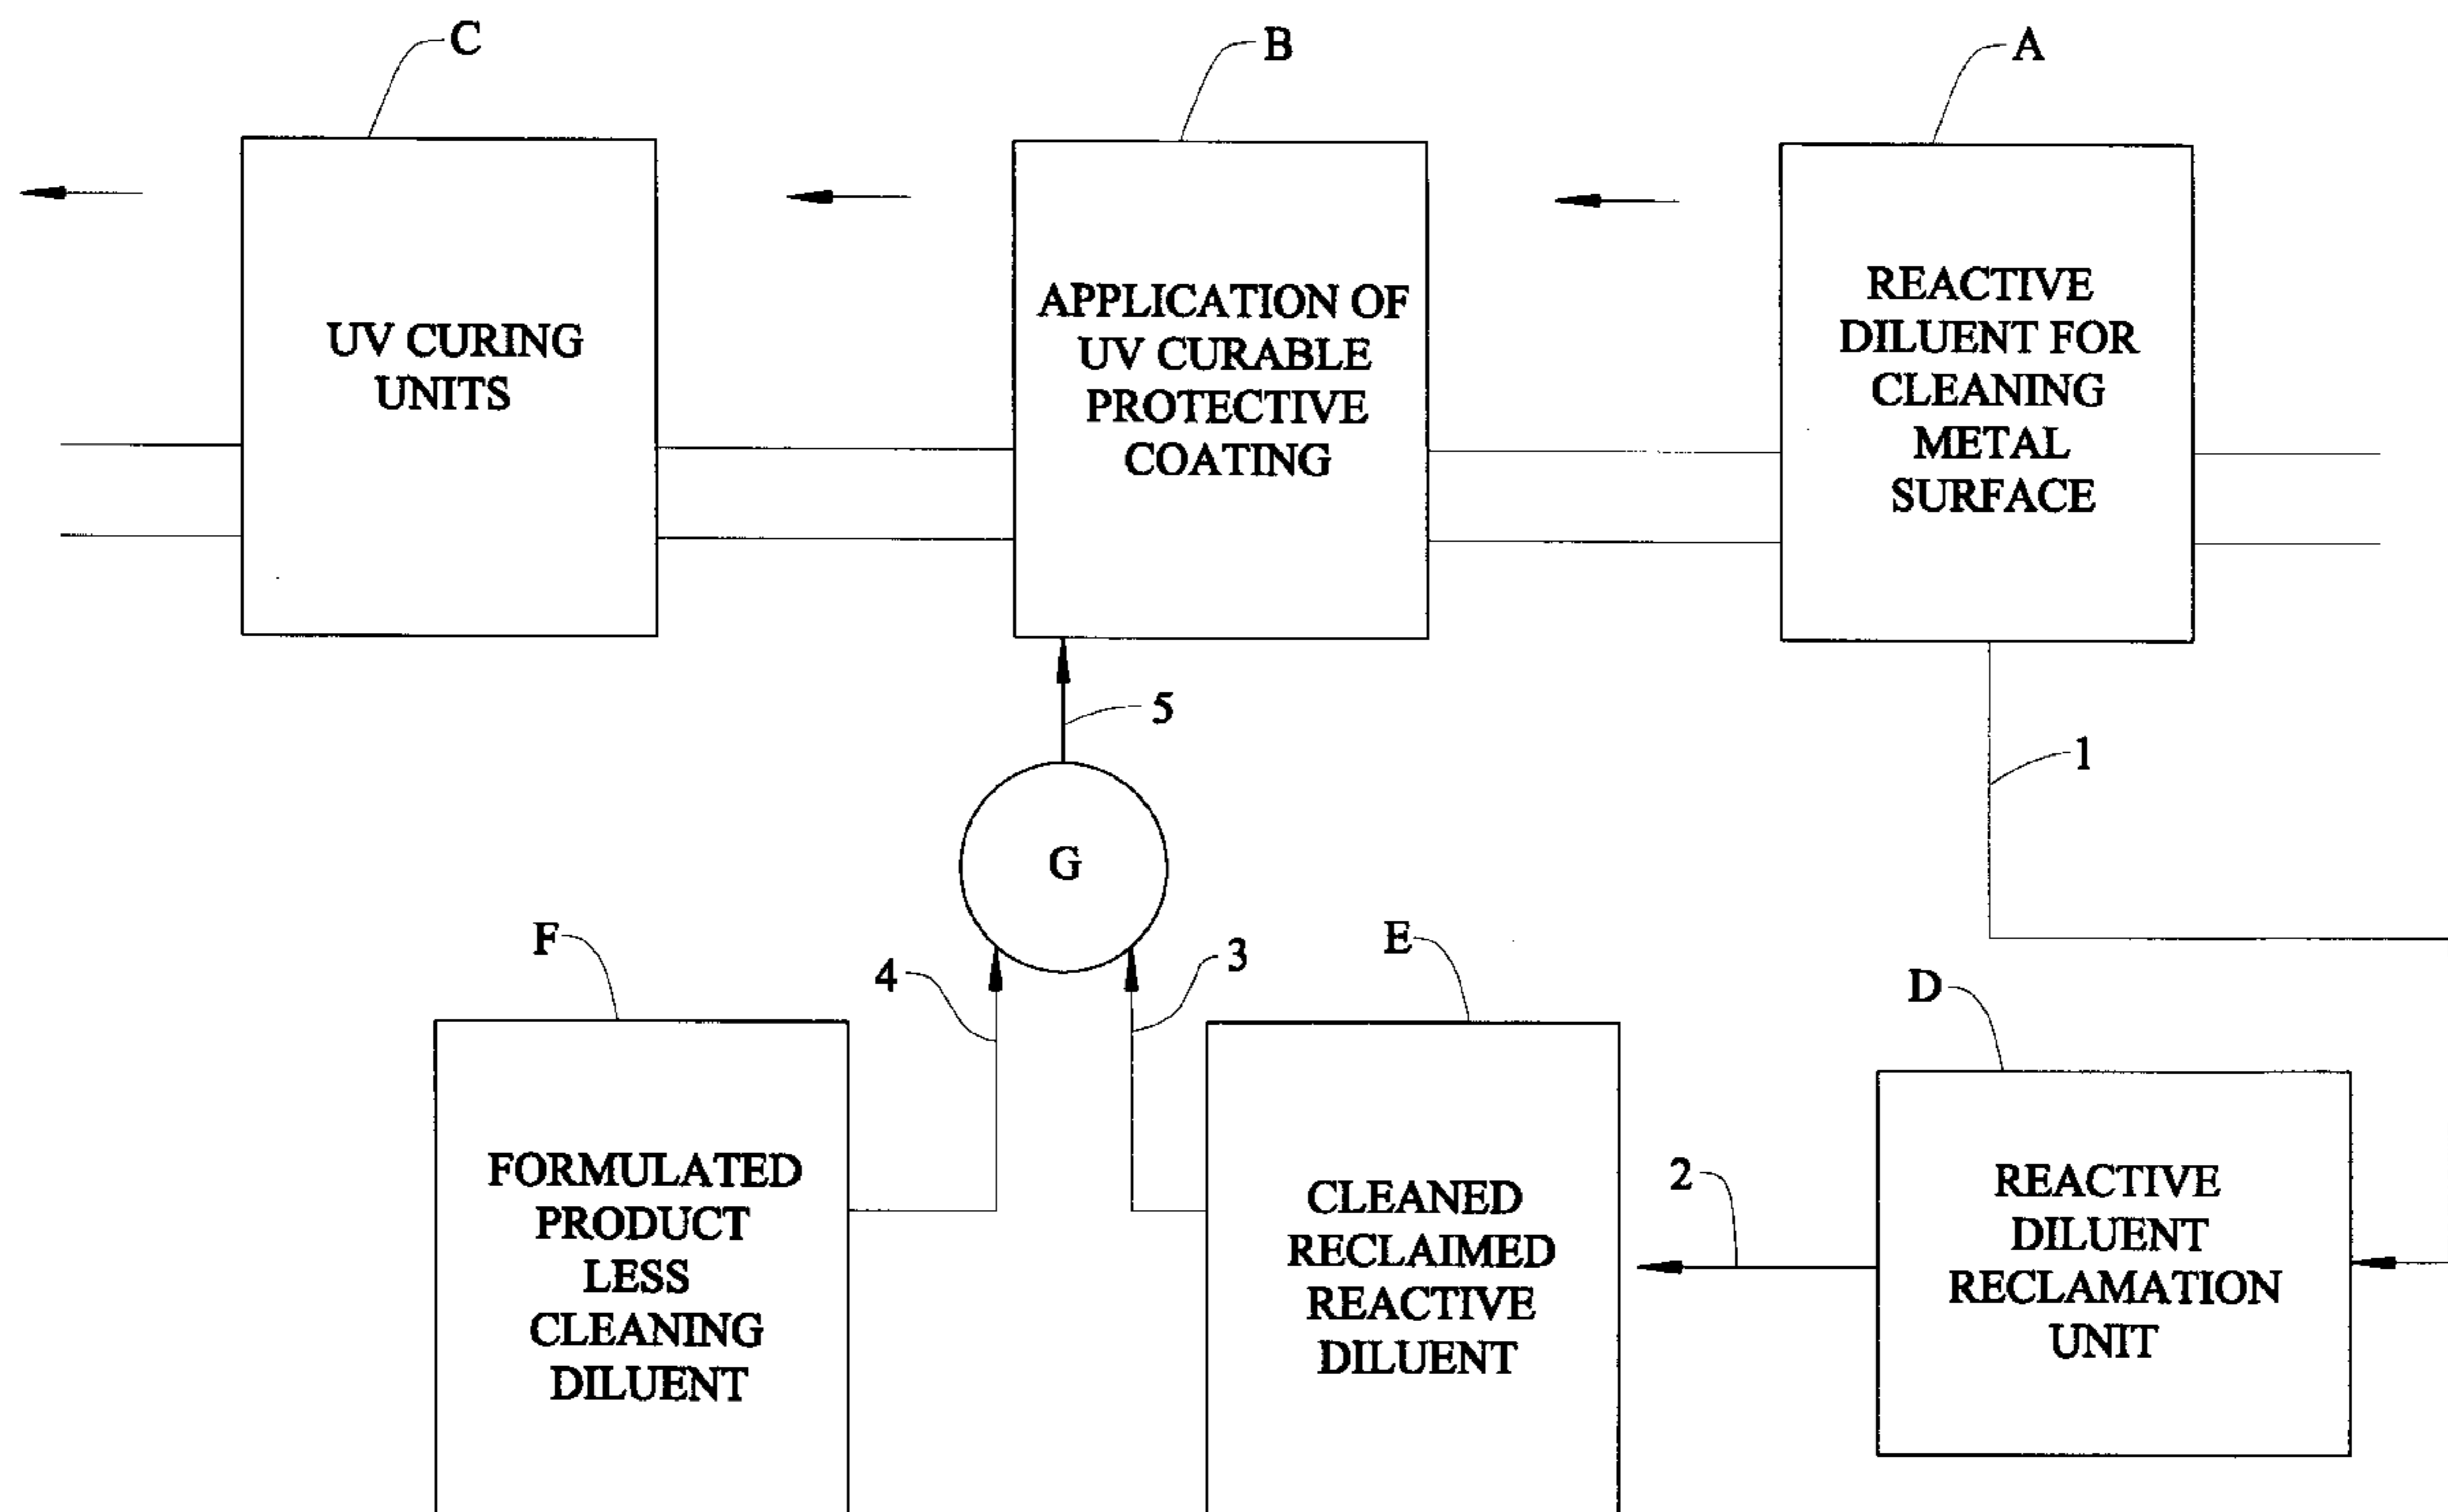 C
B
A
UV CURING
UNITS
APPLICATION OF
UV CURABLE
PROTECTIVE
COATING
REACTIVE
DILUENT FOR
CLEANING
METAL
SURFACE
5
1
G
F
4
3
E
D
FORMULATED
PRODUCT
LESS
CLEANING
DILUENT
CLEANED
RECLAIMED
REACTIVE
DILUENT
2
REACTIVE
DILUENT
RECLAMATION
UNIT